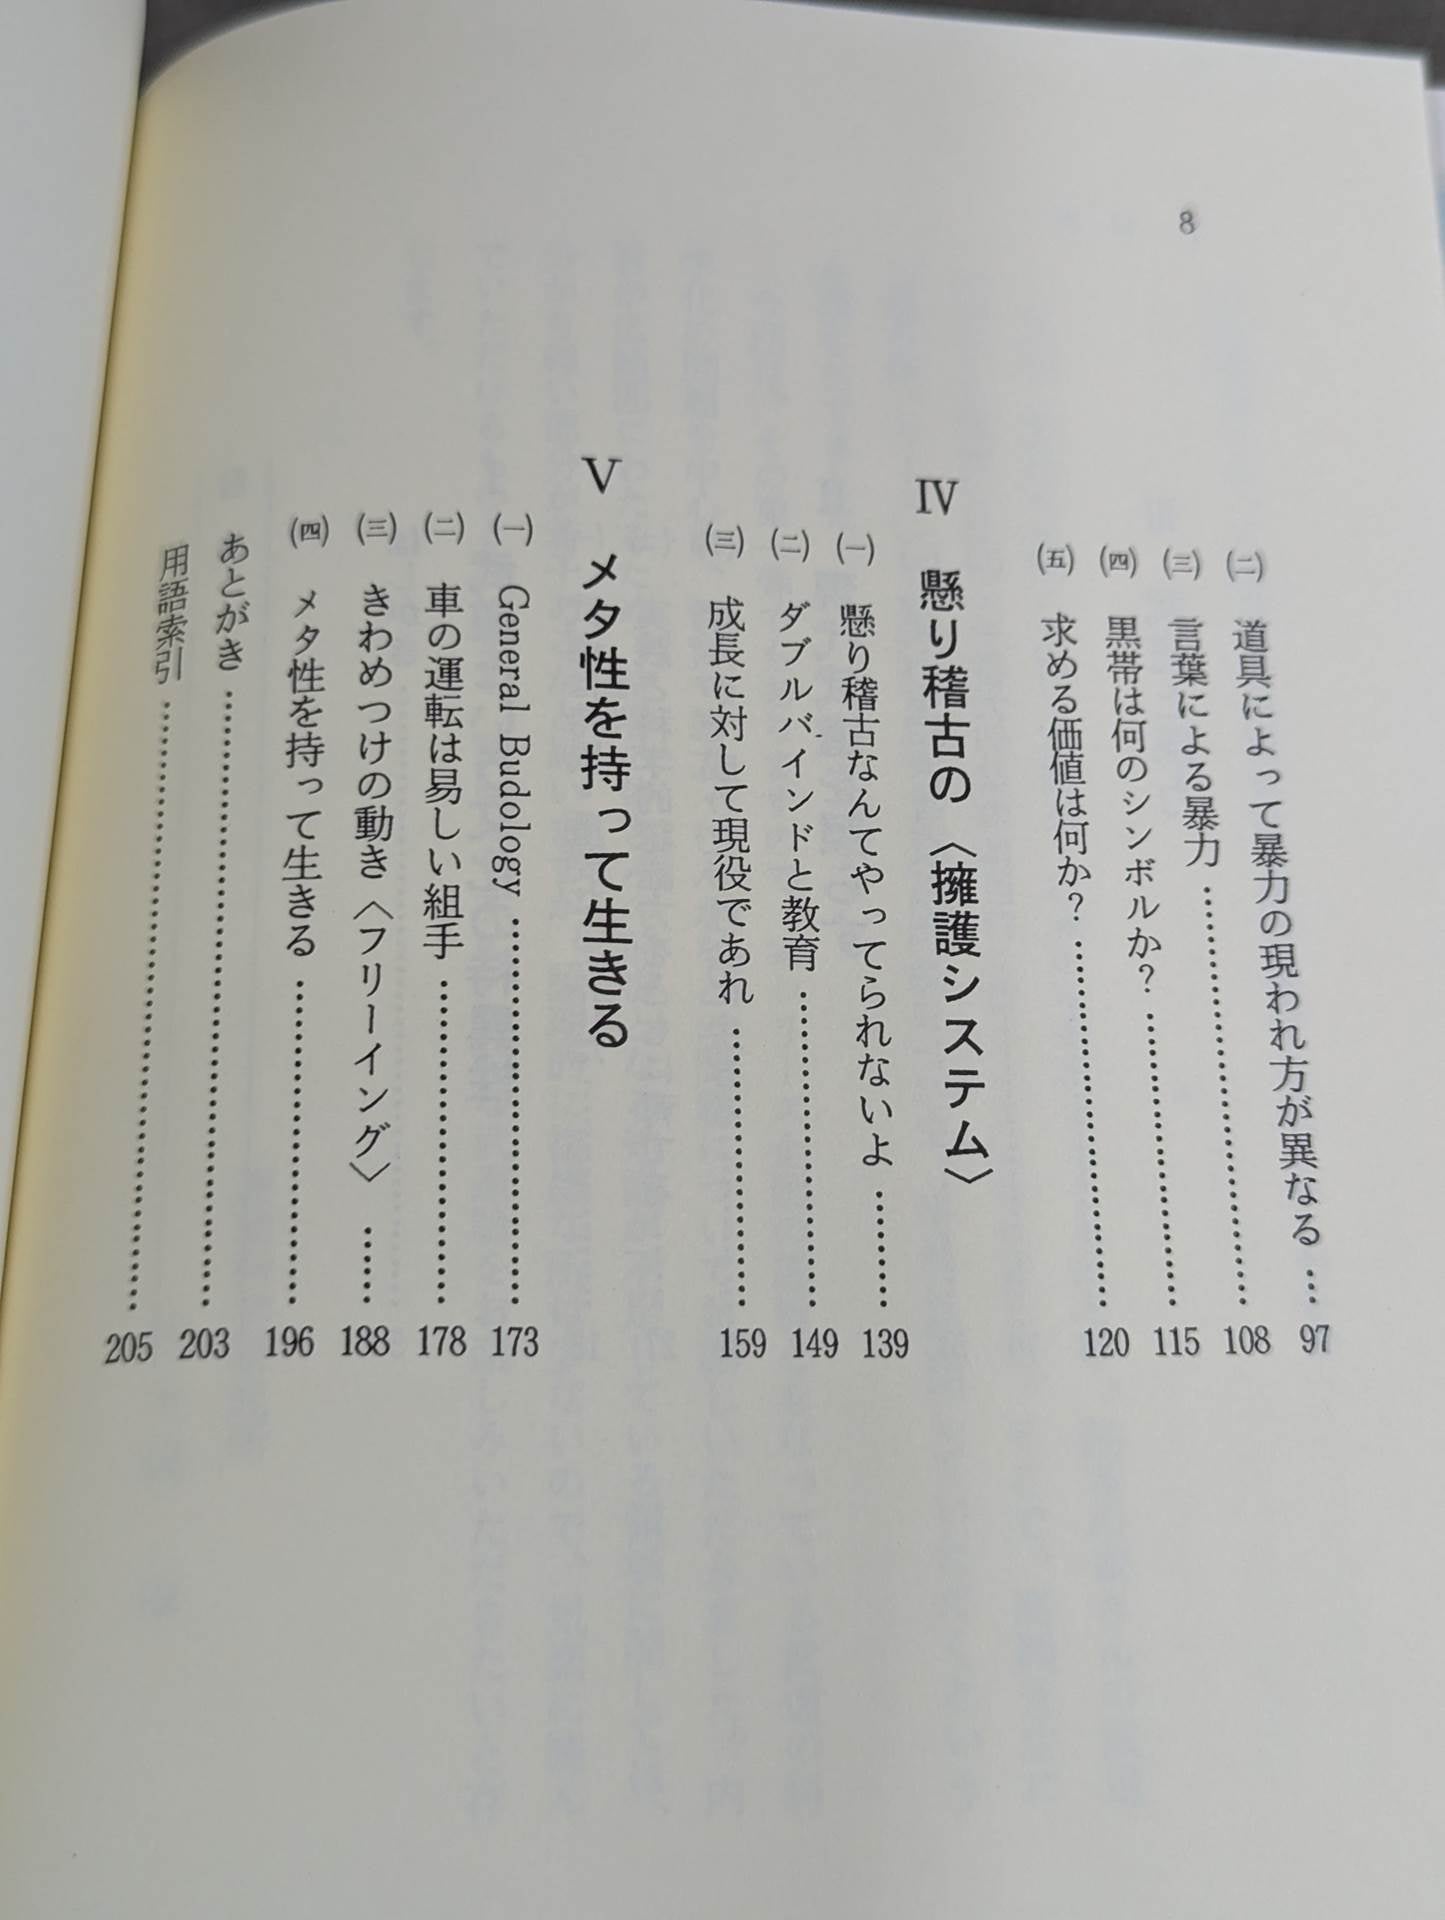 8
(二) 道具によって暴力の現われ方が異なる … 97
(三) 言葉による暴力 …………………… 108
(四) 黒帯は何のシンボルか? …………… 115
(五) 求める価値は何か? ……………… 120
Ⅳ 懸り稽古の〈擁護システム〉
(一) 懸り稽古なんてやってられないよ ……… 139
(二) ダブルバインドと教育 ……………… 149
(三) 成長に対して現役であれ …………… 159
Ⅴ メタ性を持って生きる
(一) General Budology …………………… 173
(二) 車の運転は易しい組手 ……………… 178
(三) きわめつけの動き〈フリーイング〉 …… 188
(四) メタ性を持って生きる ……………… 196
あとがき ………………………………… 203
用語索引 ………………………………… 205